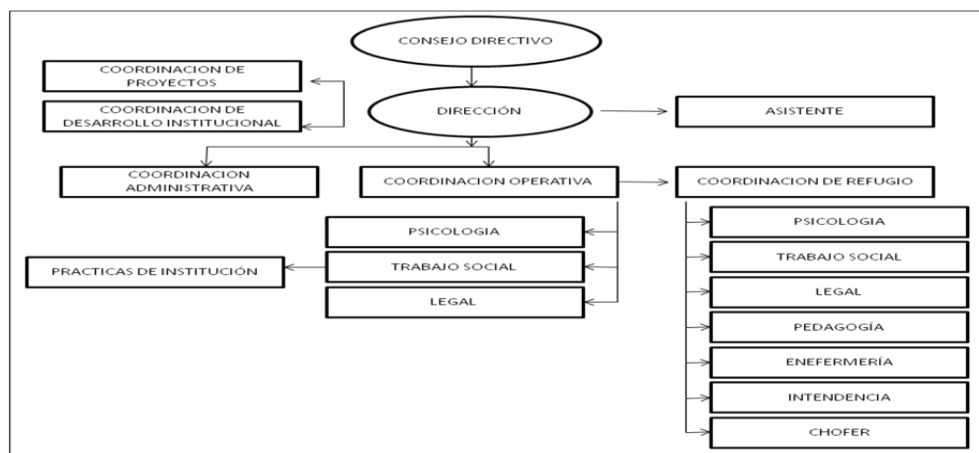 CONSEJO DIRECTIVO
COORDINACION DE
PROYECTOS
COORDINACION DE
DESARROLLO INSTITUCIONAL
DIRECCIÓN
ASISTENTE
COORDINACION
ADMINISTRATIVA
COORDINACION OPERATIVA
COORDINACION DE REFUGIO
PSICOLOGIA
TRABAJO SOCIAL
LEGAL
PRACTICAS DE INSTITUCIÓN
PSICOLOGIA
TRABAJO SOCIAL
LEGAL
PEDAGOGÍA
ENEFERMERÍA
INTENDENCIA
CHOFER